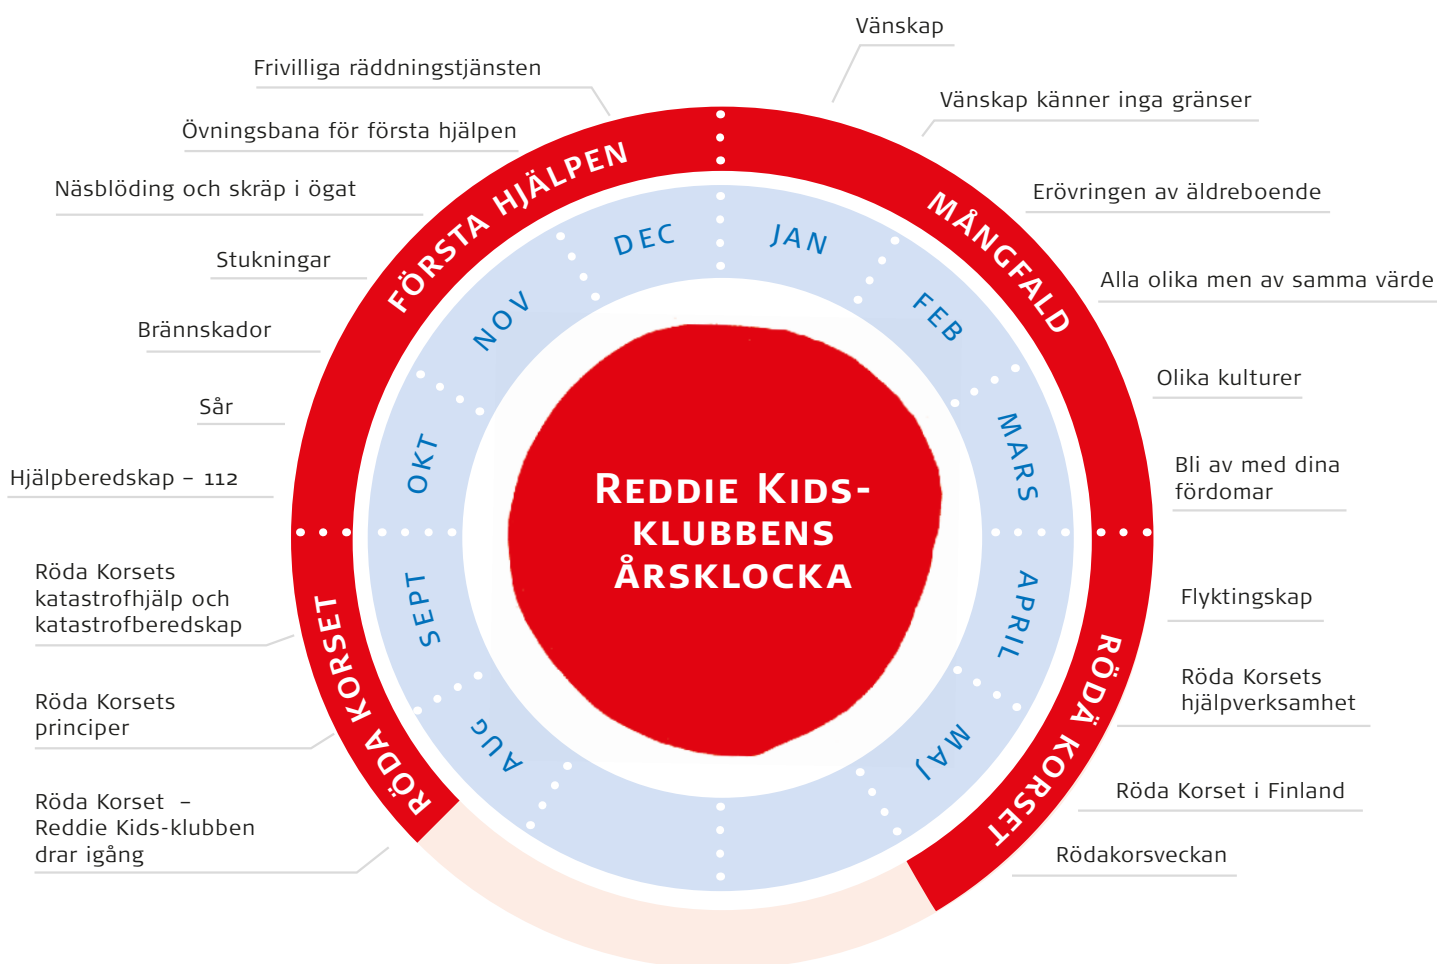 Vänskap
Frivilliga räddningstjänsten
Vänskap känner inga gränser
Övningsbana för första hjälpen
Näsblöding och skräp i ögat
Erövringen av äldreboende
Stukningar
Alla olika men av samma värde
Brännskador
Olika kulturer
Sår
Bli av med dina
fördomar
Hjälpberedskap – 112
Röda Korsets
katastrofhjälp och
katastrofberedskap
Flyktingskap
Röda Korsets
principer
Röda Korsets
hjälpverksamhet
Röda Korset –
Reddie Kids-klubben
drar igång
Röda Korset i Finland
Rödakorsveckan
FÖRSTA HJÄLPEN
MÅNGFALD
RÖDA KORSET
RÖDÄ KORSET
JAN
FEB
MARS
APRIL
MAJ
AUG
SEPT
OKT
NOV
DEC
REDDIE KIDS-
KLUBBENS
ÅRSKLOCKA